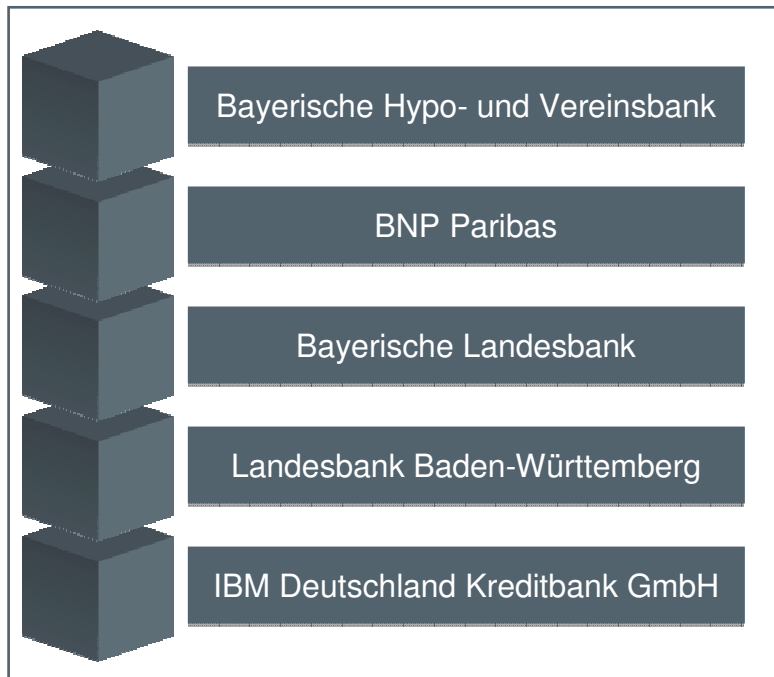 Bayerische Hypo- und Vereinsbank
BNP Paribas
Bayerische Landesbank
Landesbank Baden-Württemberg
IBM Deutschland Kreditbank GmbH